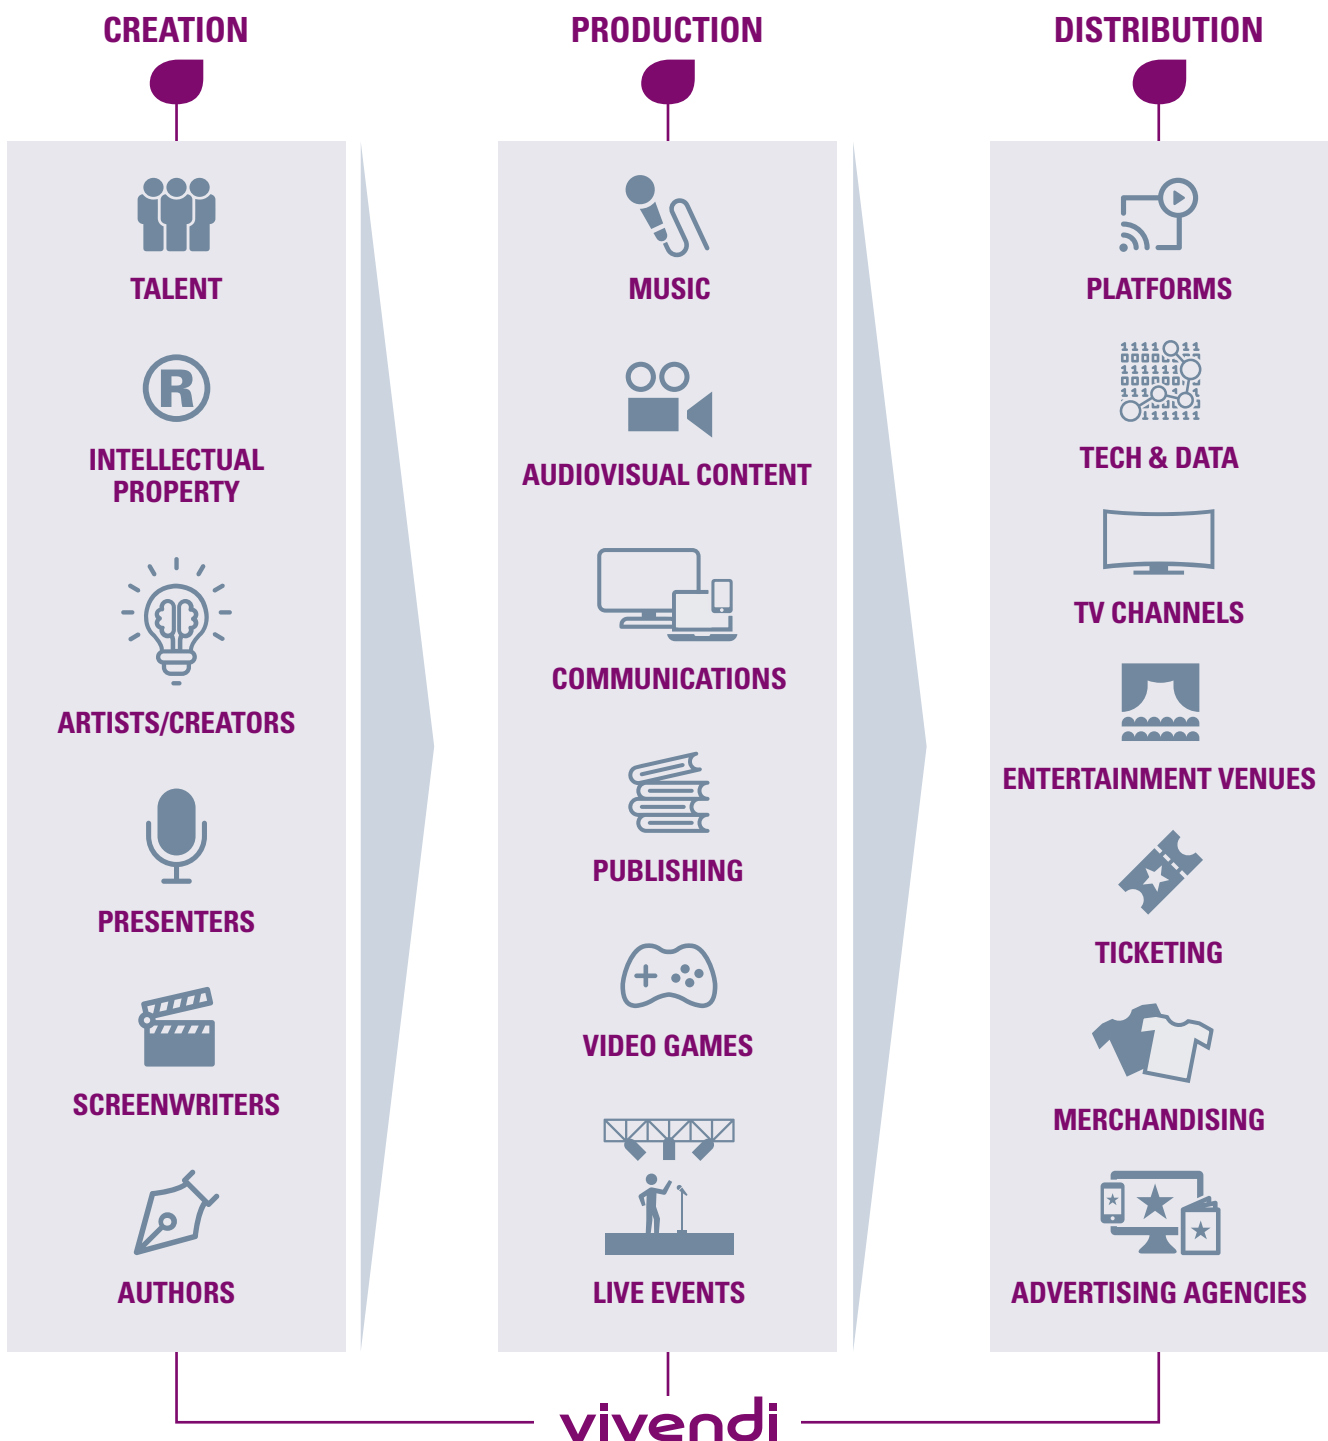 CREATION
TALENT
R
INTELLECTUAL
PROPERTY
ARTISTS/CREATORS
PRESENTERS
SCREENWRITERS
AUTHORS
PRODUCTION
MUSIC
AUDIOVISUAL CONTENT
COMMUNICATIONS
PUBLISHING
VIDEO GAMES
LIVE EVENTS
DISTRIBUTION
PLATFORMS
TECH & DATA
TV CHANNELS
ENTERTAINMENT VENUES
TICKETING
MERCHANDISING
ADVERTISING AGENCIES
vivendi